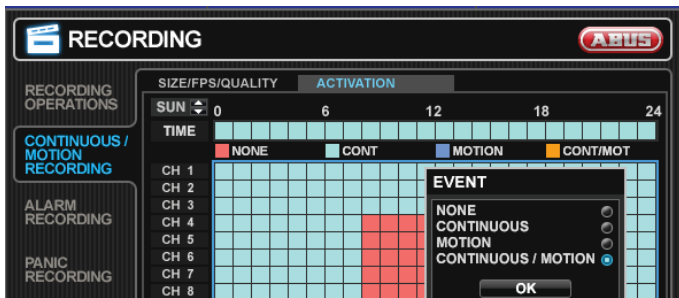 RECORDING
ABUS
RECORDING OPERATIONS
CONTINUOUS / MOTION RECORDING
ALARM RECORDING
PANIC RECORDING
SIZE/FPS/QUALITY ACTIVATION
SUN 0 6 12 18 24
TIME
NONE CONT MOTION CONT/MOT
CH 1
CH 2
CH 3
CH 4
CH 5
CH 6
CH 7
CH 8
EVENT
NONE
CONTINUOUS
MOTION
CONTINUOUS / MOTION
OK